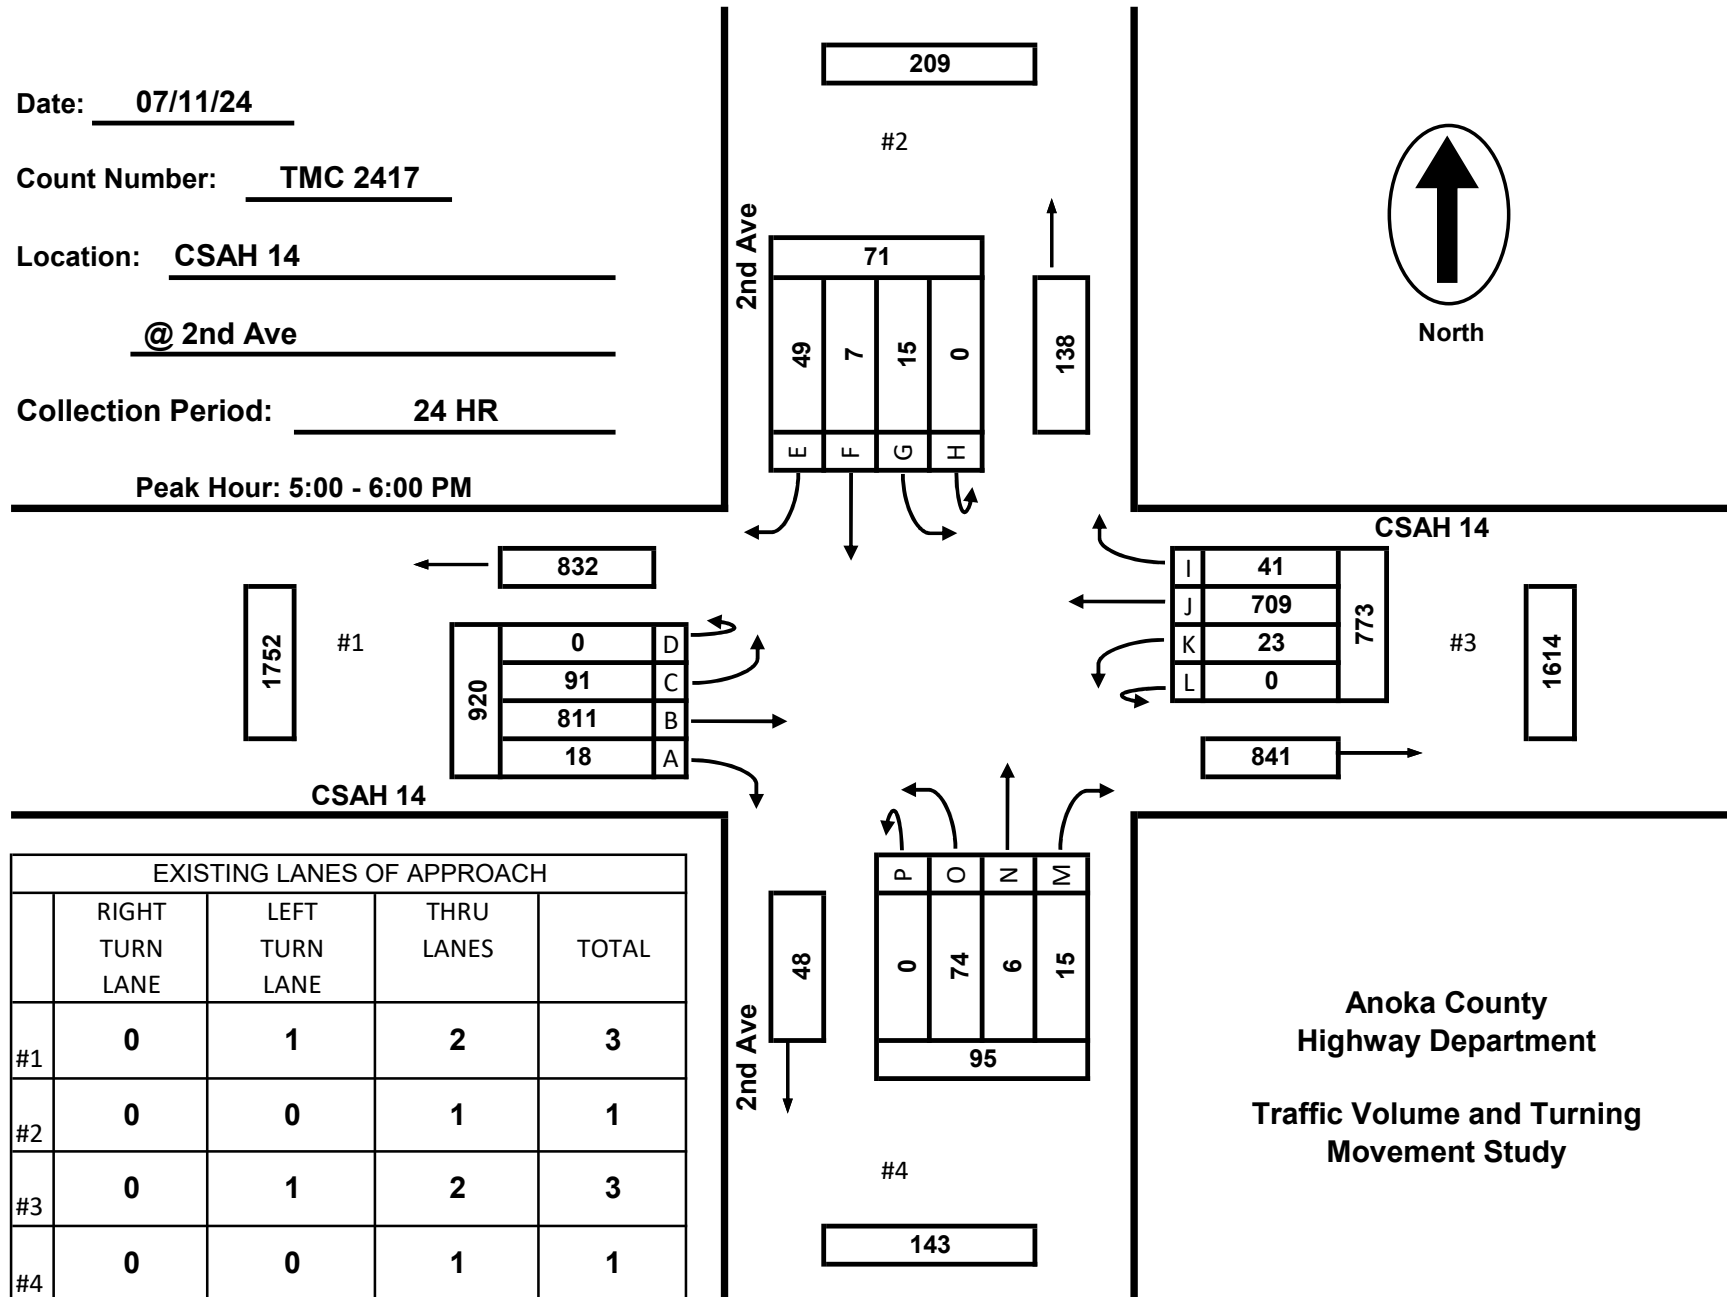 Date: 07/11/24
Count Number: TMC 2417
Location: CSAH 14
@ 2nd Ave
Collection Period: 24 HR
Peak Hour: 5:00 - 6:00 PM
209
#2
2nd Ave
71
49 7 15 0
E F G H
138
North
CSAH 14
832
1752
#1
920
0 D
91 C
811 B
18 A
CSAH 14
I 41
J 709
K 23
L 0
773
#3
1614
841
P O N M
0 74 6 15
95
48
2nd Ave
#4
143
EXISTING LANES OF APPROACH
RIGHT LEFT THRU
TURN TURN LANES TOTAL
LANE LANE
#1 0 1 2 3
#2 0 0 1 1
#3 0 1 2 3
#4 0 0 1 1
Anoka County
Highway Department
Traffic Volume and Turning
Movement Study